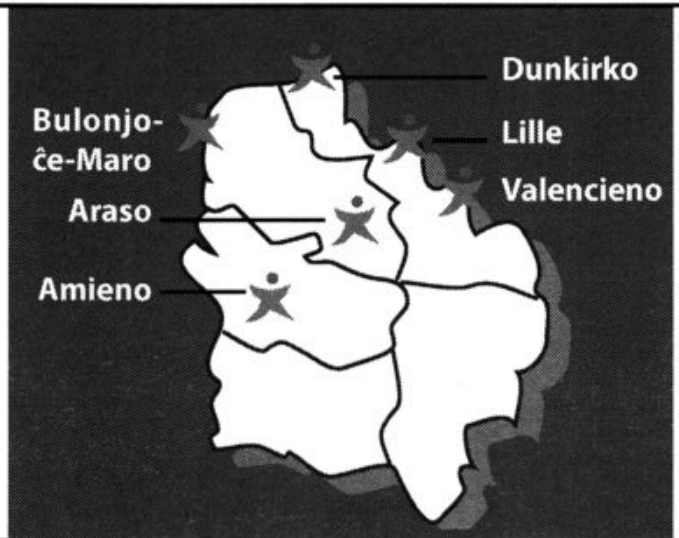 Dunkirko
Bulonjo-
ĉe-Maro
Lille
Valencieno
Araso
Amieno